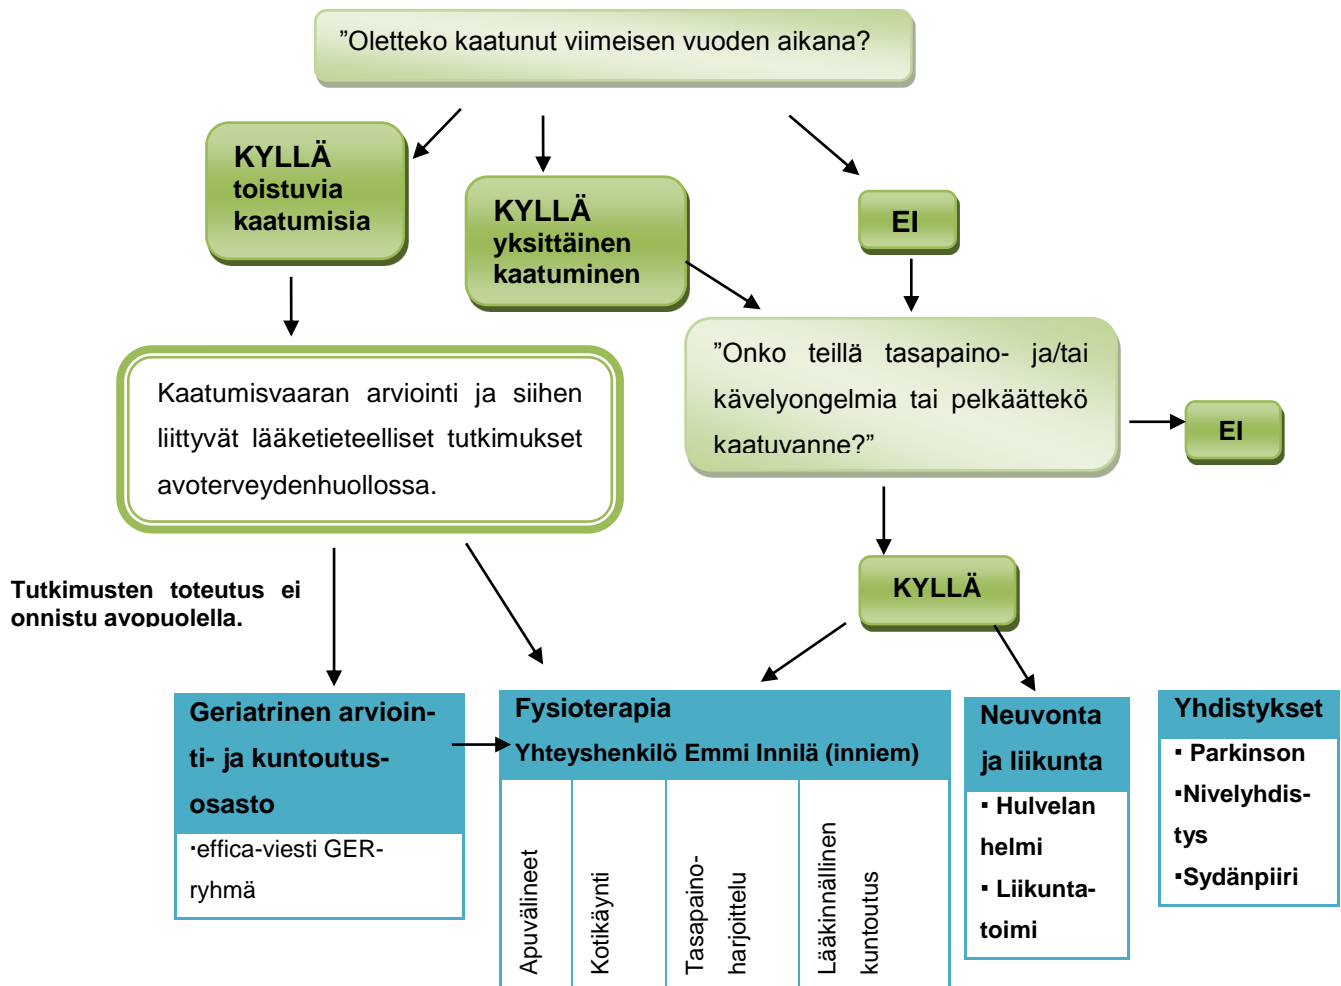 ”Oletteko kaatunut viimeisen vuoden aikana?
KYLLÄ
toistuvia
kaatumisia
KYLLÄ
yksittäinen
kaatuminen
EI
Kaatumisvaaran arviointi ja siihen
liittyvät lääketieteelliset tutkimukset
avoterveydenhuollossa.
”Onko teillä tasapaino- ja/tai
kävelyongelmia tai pelkäättekö
kaatuvanne?”
EI
KYLLÄ
Tutkimusten toteutus ei
onnistu avopuolella.
Geriatrinen arvioin-
ti- ja kuntoutus-
osasto
·effica-viesti GER-
ryhmä
Fysioterapia
Yhteyshenkilö Emmi Innilä (inniem)
Apuvälineet
Kotikäynti
Tasapaino-
harjoittelu
Lääkinnällinen
kuntoutus
Neuvonta
ja liikunta
· Hulvelan
helmi
· Liikunta-
toimi
Yhdistykset
· Parkinson
·Nivelyhdis-
tys
·Sydänpiiri